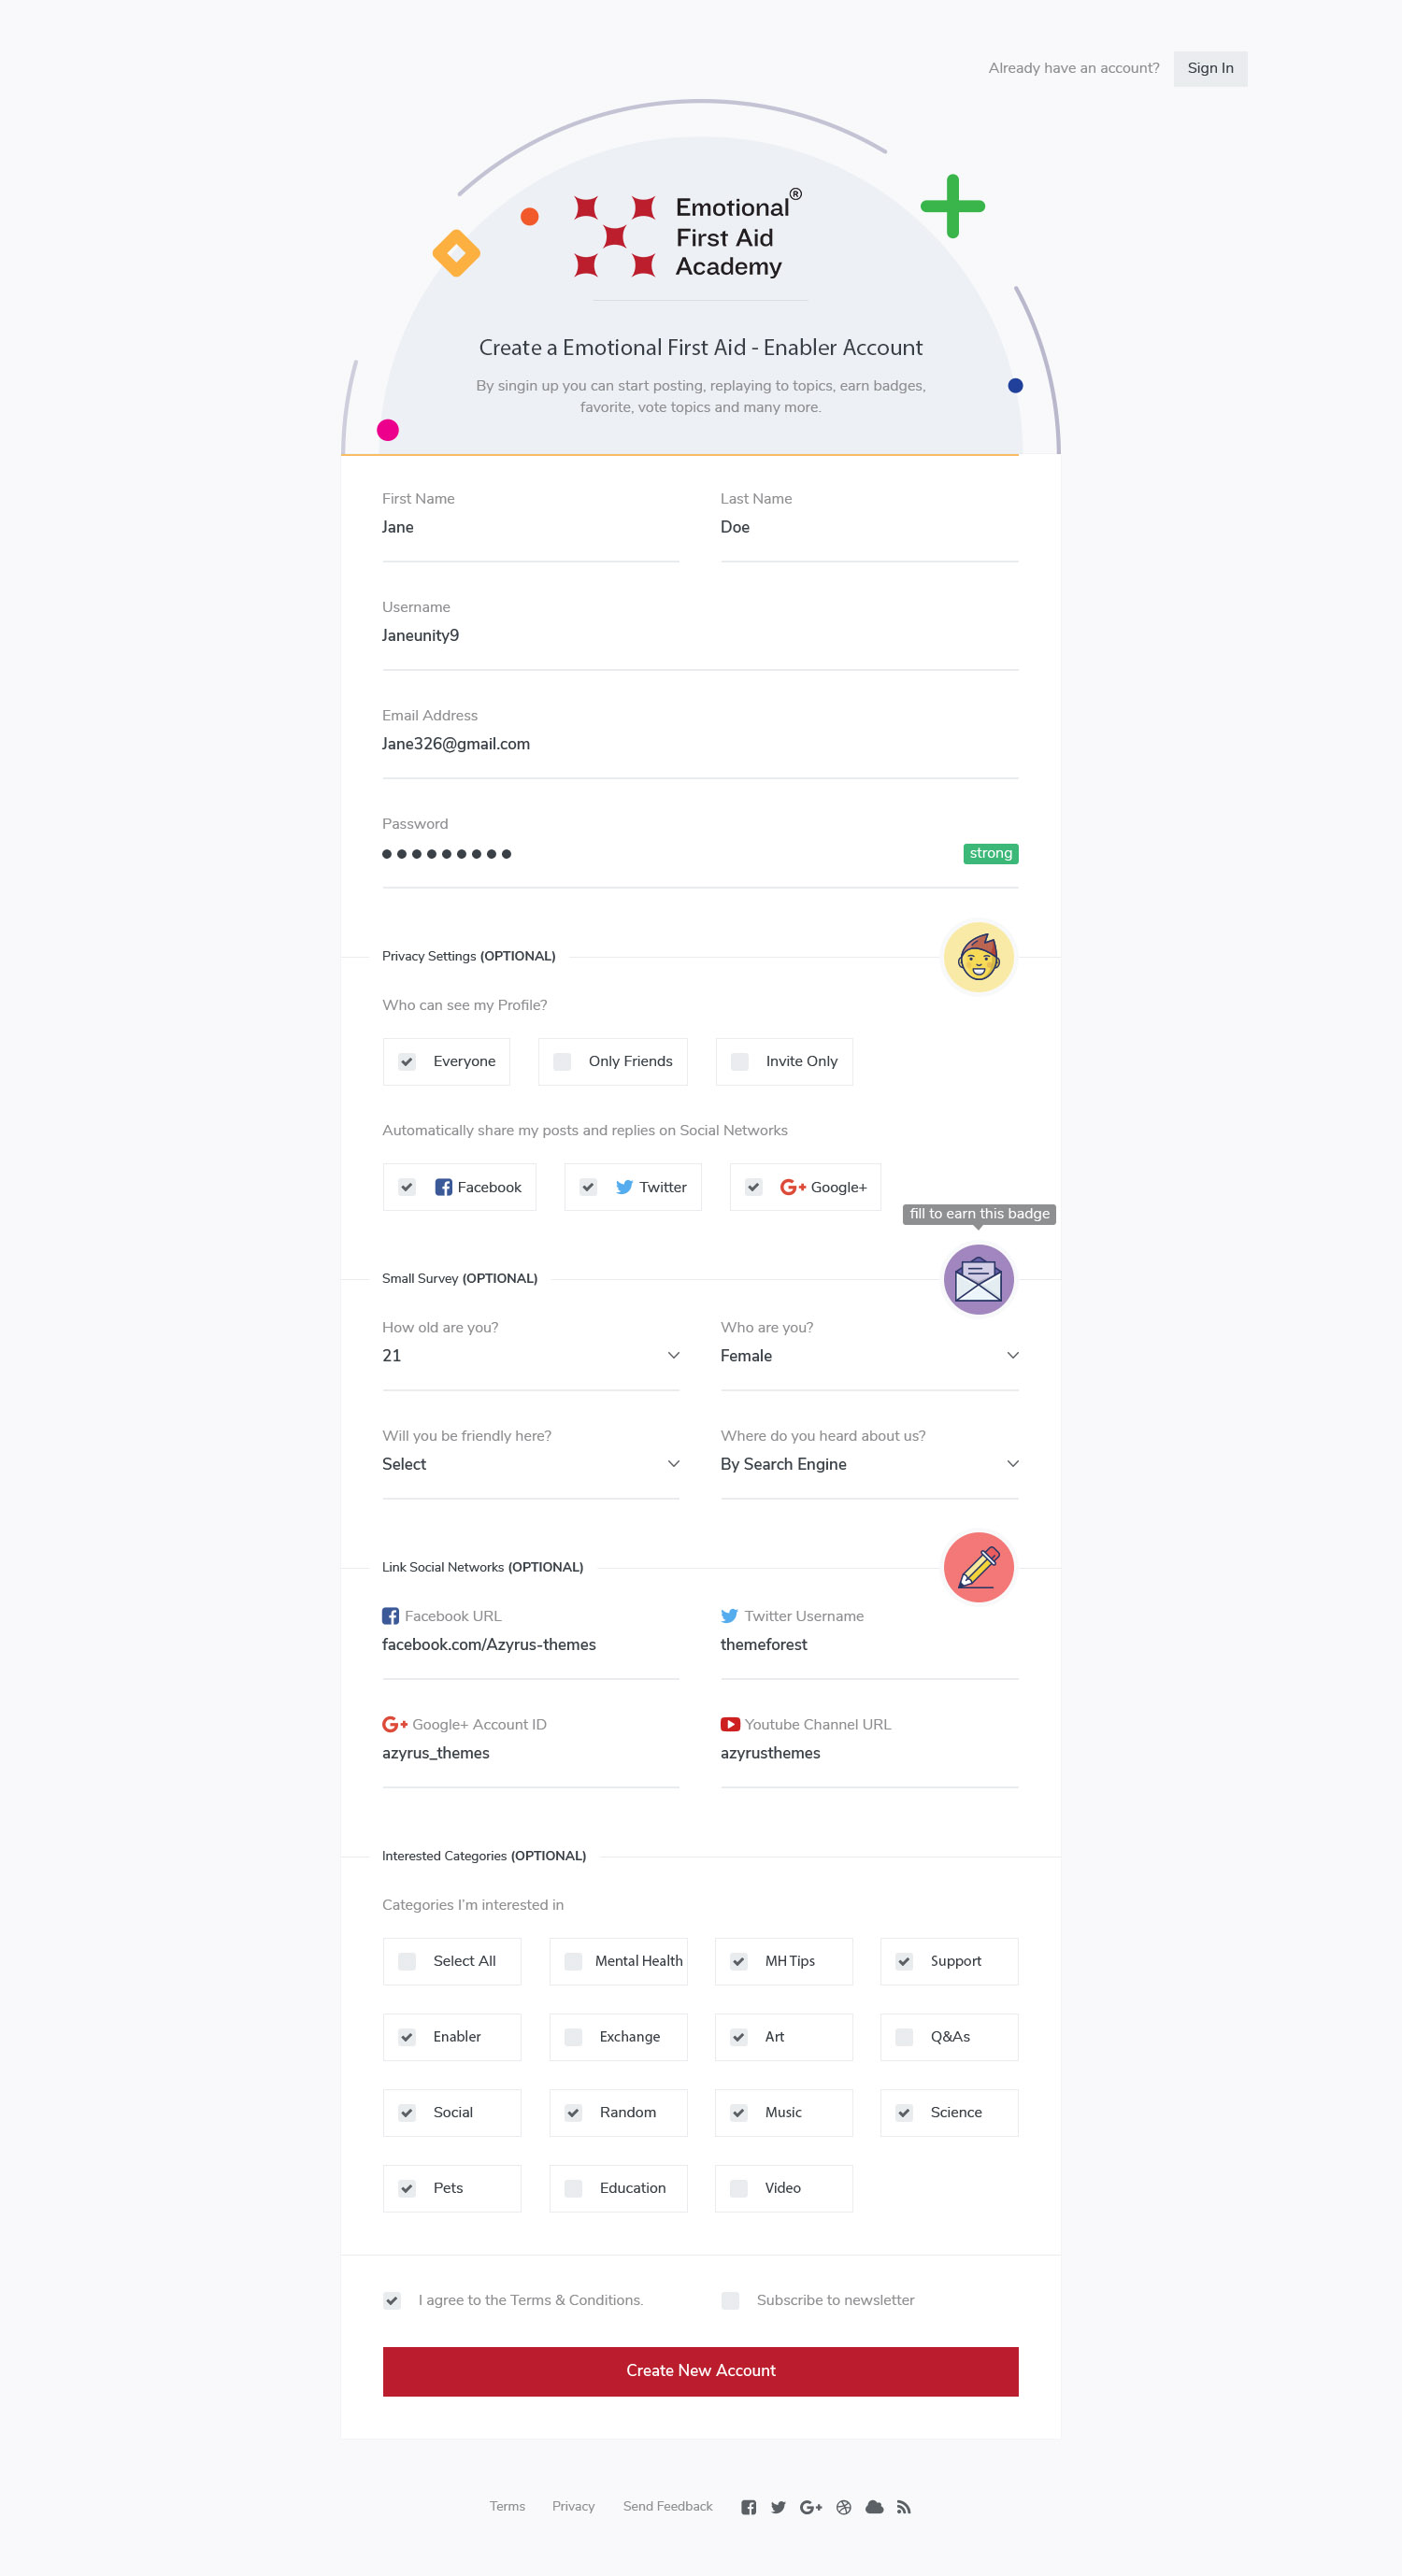 Already have an account? Sign In
Emotional®
First Aid
Academy
Create a Emotional First Aid - Enabler Account
By singin up you can start posting, replaying to topics, earn badges,
favorite, vote topics and many more.
First Name Last Name
Jane Doe
Username
Janeunity9
Email Address
Jane326@gmail.com
Password
strong
Privacy Settings (OPTIONAL)
Who can see my Profile?
Everyone Only Friends Invite Only
Automatically share my posts and replies on Social Networks
Facebook Twitter Google+
fill to earn this badge
Small Survey (OPTIONAL)
How old are you? Who are you?
21 Female
Will you be friendly here? Where do you heard about us?
Select By Search Engine
Link Social Networks (OPTIONAL)
Facebook URL Twitter Username
facebook.com/Azyrus-themes themeforest
Google+ Account ID Youtube Channel URL
azyrus_themes azyrusthemes
Interested Categories (OPTIONAL)
Categories I'm interested in
Select All Mental Health MH Tips Support
Enabler Exchange Art Q&As
Social Random Music Science
Pets Education Video
I agree to the Terms & Conditions. Subscribe to newsletter
Create New Account
Terms Privacy Send Feedback